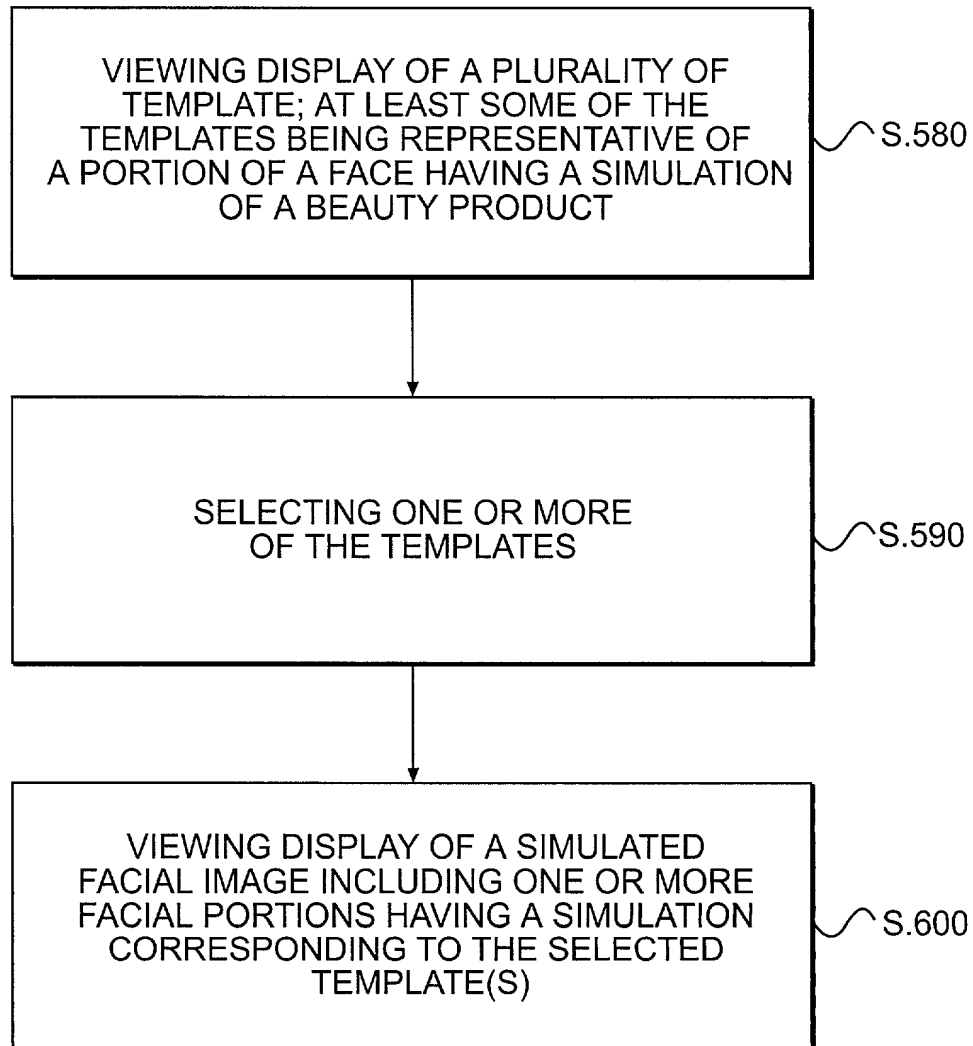 VIEWING DISPLAY OF A PLURALITY OF
TEMPLATE; AT LEAST SOME OF THE
TEMPLATES BEING REPRESENTATIVE OF
A PORTION OF A FACE HAVING A SIMULATION
OF A BEAUTY PRODUCT
S.580
SELECTING ONE OR MORE
OF THE TEMPLATES
S.590
VIEWING DISPLAY OF A SIMULATED
FACIAL IMAGE INCLUDING ONE OR MORE
FACIAL PORTIONS HAVING A SIMULATION
CORRESPONDING TO THE SELECTED
TEMPLATE(S)
S.600